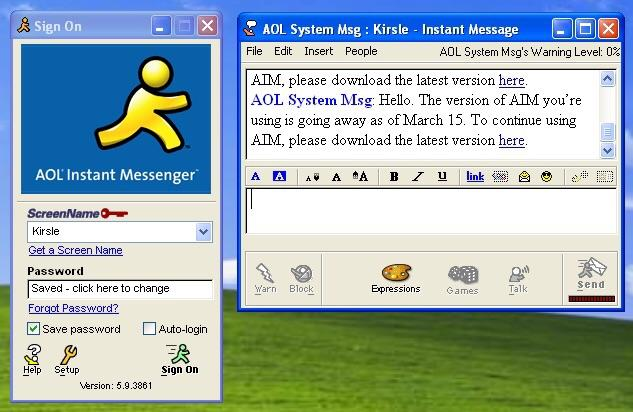 Sign On
AOL Instant Messenger
ScreenName
Kirsle
Get a Screen Name
Password
Saved - click here to change
Forgot Password?
Save password
Auto-login
Help
Setup
Sign On
Version: 5.9.3861
AOL System Msg : Kirsle - Instant Message
File Edit Insert People
AOL System Msg's Warning Level: 0%
AIM, please download the latest version here.
AOL System Msg: Hello. The version of AIM you're
using is going away as of March 15. To continue using
AIM, please download the latest version here.
A A A A A B I U link
Warn
Block
Expressions
Games
Talk
Send